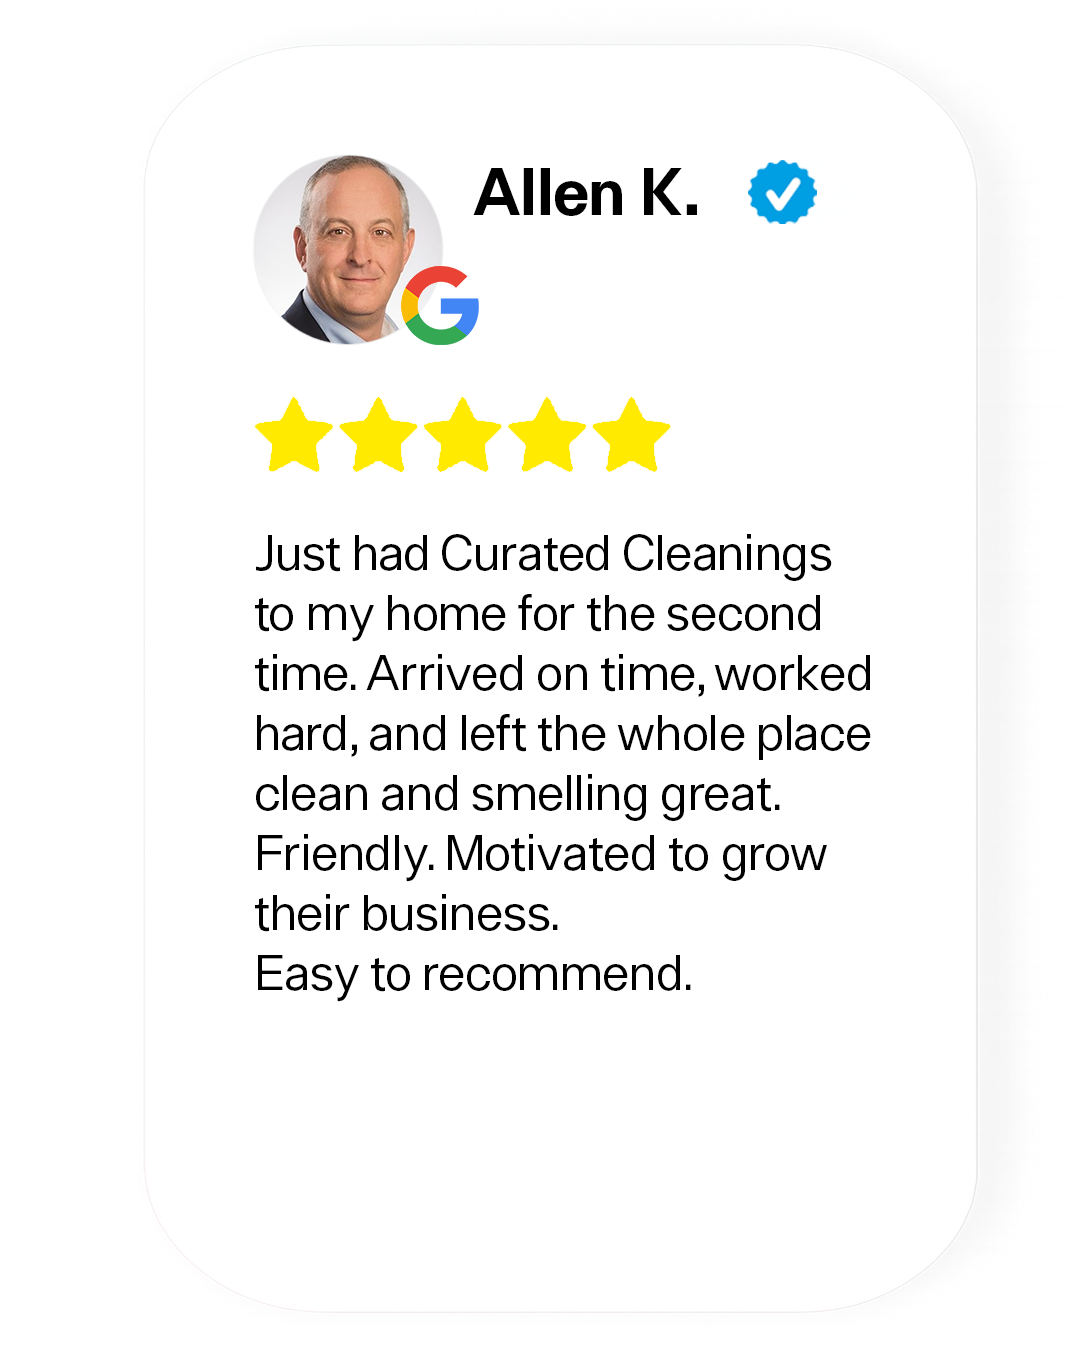 Allen K.
Just had Curated Cleanings
to my home for the second
time. Arrived on time, worked
hard, and left the whole place
clean and smelling great.
Friendly. Motivated to grow
their business.
Easy to recommend.